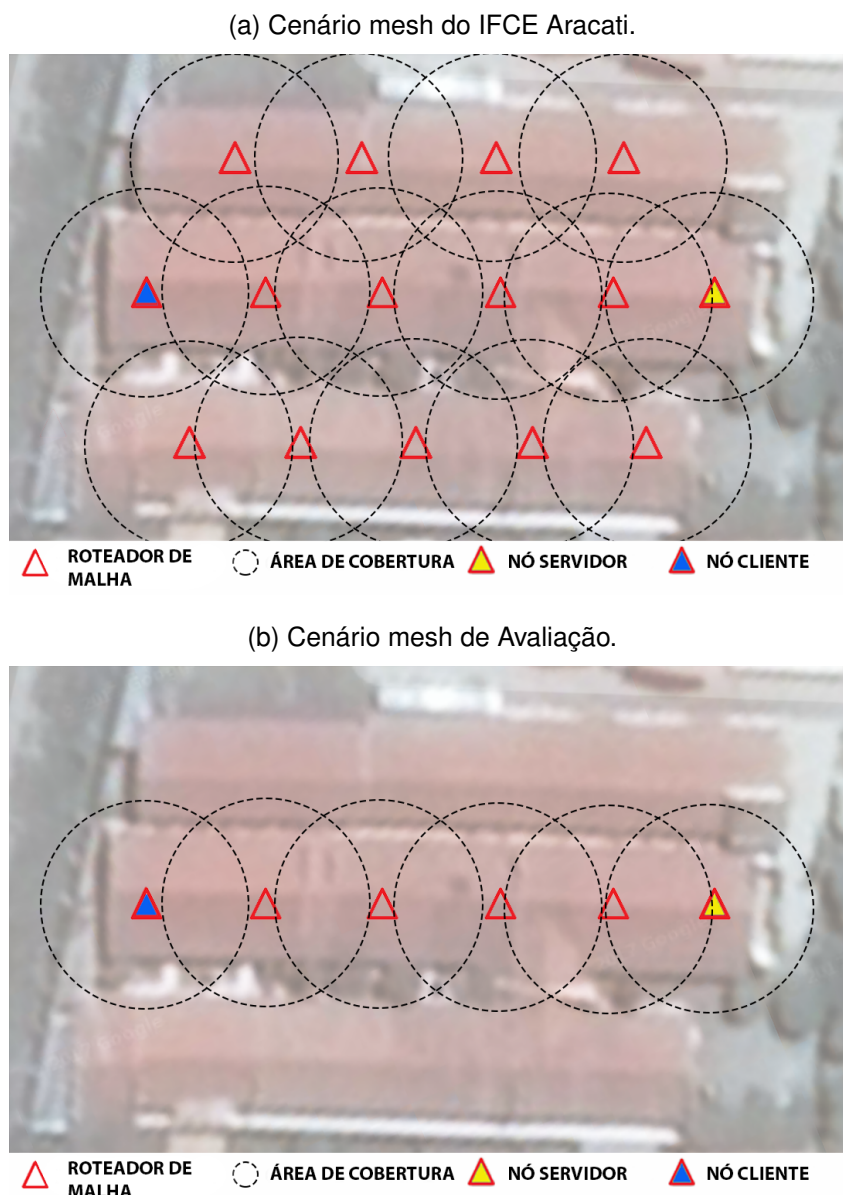 (a) Cenário mesh do IFCE Aracati.
ROTEADOR DE
MALHA
ÁREA DE COBERTURA
NÓ SERVIDOR
NÓ CLIENTE
(b) Cenário mesh de Avaliação.
ROTEADOR DE
MALHA
ÁREA DE COBERTURA
NÓ SERVIDOR
NÓ CLIENTE